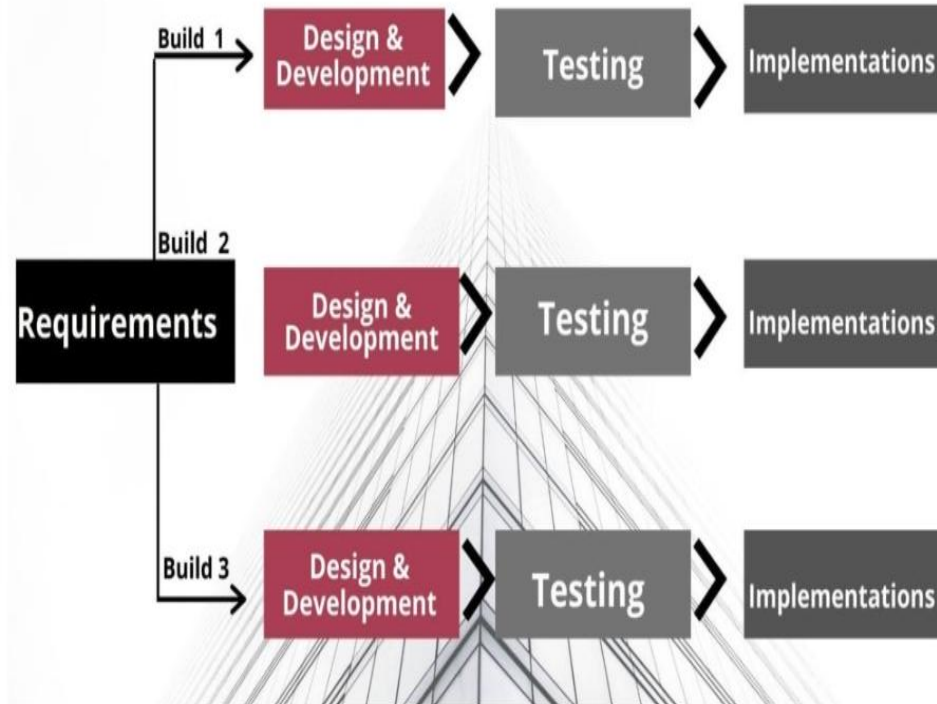 Build 1
Design &
Development
Testing
Implementations
Build 2
Requirements
Design &
Development
Testing
Implementations
Build 3
Design &
Development
Testing
Implementations